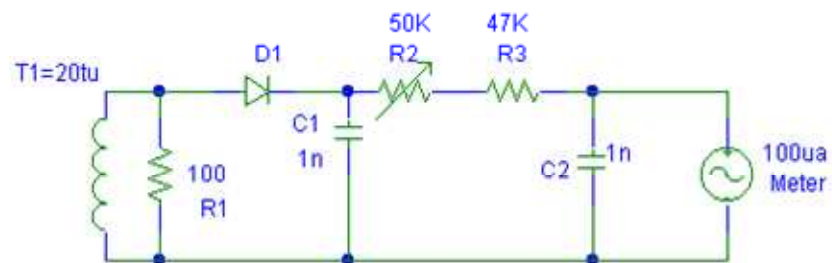 50K
47K
D1
R2
R3
T1=20tu
C1
1n
100
R1
C2
1n
100ua
Meter